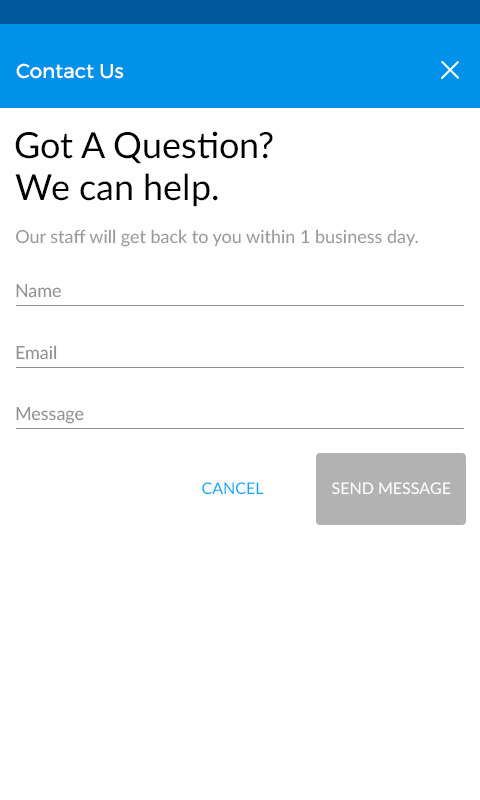 Contact Us
Got A Question?
We can help.
Our staff will get back to you within 1 business day.
Name
Email
Message
CANCEL
SEND MESSAGE